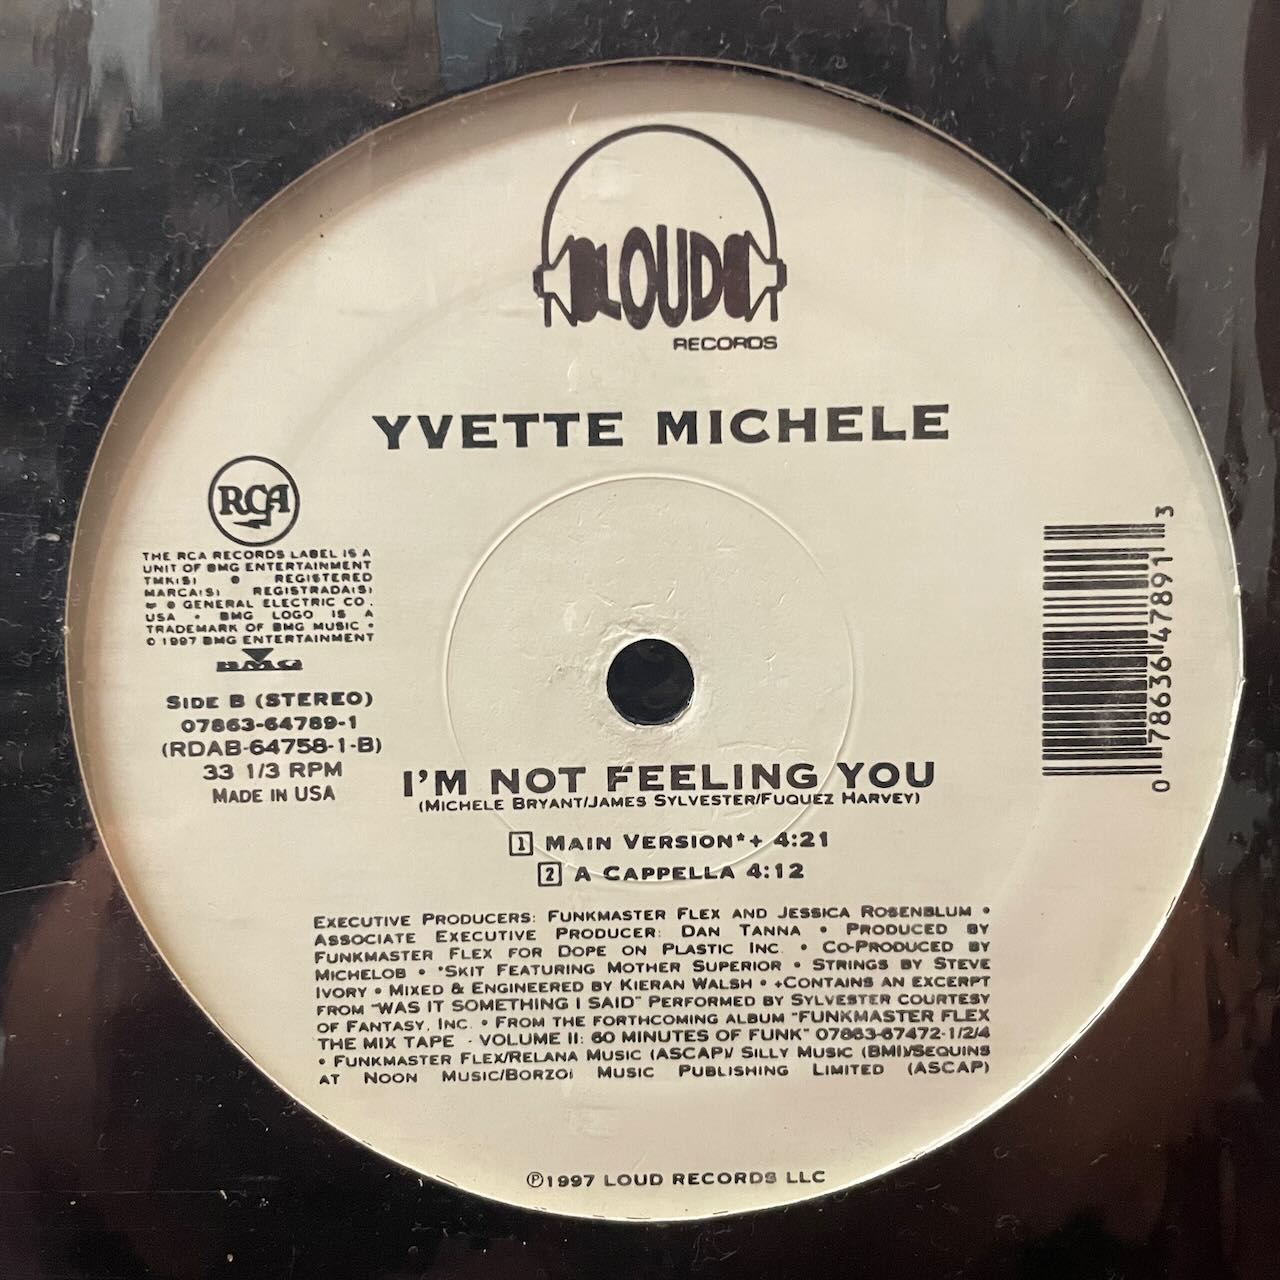 LOUD
RECORDS
YVETTE MICHELE
RCA
THE RCA RECORDS LABEL IS A
UNIT OF BMG ENTERTAINMENT
TMK(S) ® REGISTERED
MARCA(S) REGISTRADA(S)
® GENERAL ELECTRIC CO.,
USA • BMG LOGO IS A
TRADEMARK OF BMG MUSIC •
© 1997 BMG ENTERTAINMENT
BMG
SIDE B (STEREO)
07863-64789-1
(RDAB-64758-1-B)
33 1/3 RPM
MADE IN USA
0 78636 47891 3
I'M NOT FEELING YOU
(MICHELE BRYANT/JAMES SYLVESTER/FUQUEZ HARVEY)
1 MAIN VERSION*+ 4:21
2 A CAPPELLA 4:12
EXECUTIVE PRODUCERS: FUNKMASTER FLEX AND JESSICA ROSENBLUM •
ASSOCIATE EXECUTIVE PRODUCER: DAN TANNA • PRODUCED BY
FUNKMASTER FLEX FOR DOPE ON PLASTIC INC. • CO-PRODUCED BY
MICHELOB • *SKIT FEATURING MOTHER SUPERIOR • STRINGS BY STEVE
IVORY • MIXED & ENGINEERED BY KIERAN WALSH • +CONTAINS AN EXCERPT
FROM "WAS IT SOMETHING I SAID" PERFORMED BY SYLVESTER COURTESY
OF FANTASY, INC. • FROM THE FORTHCOMING ALBUM "FUNKMASTER FLEX
THE MIX TAPE - VOLUME II: 60 MINUTES OF FUNK" 07863-67472-1/2/4
• FUNKMASTER FLEX/RELANA MUSIC (ASCAP)/ SILLY MUSIC (BMI)/SEQUINS
AT NOON MUSIC/BORZOI MUSIC PUBLISHING LIMITED (ASCAP)
℗1997 LOUD RECORDS LLC